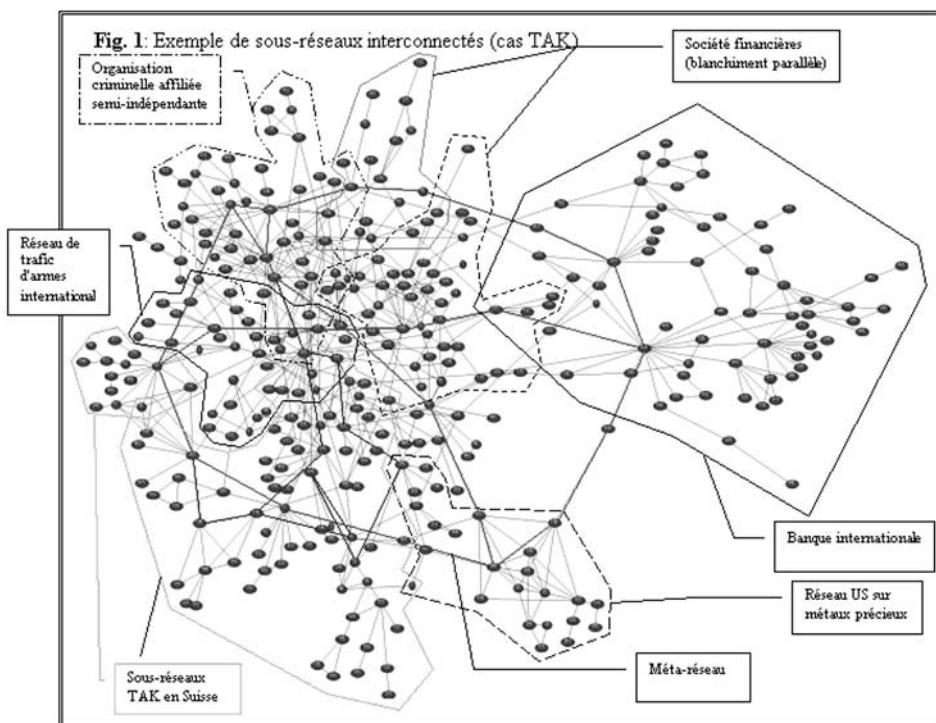 Fig. 1: Exemple de sous-réseaux interconnectés (cas TAK)
Organisation
criminelle affiliée
semi-indépendante
Société financières
(blanchiment parallèle)
Réseau de
trafic
d'armes
international
Banque internationale
Réseau US sur
métaux précieux
Méta-réseau
Sous-réseaux
TAK en Suisse